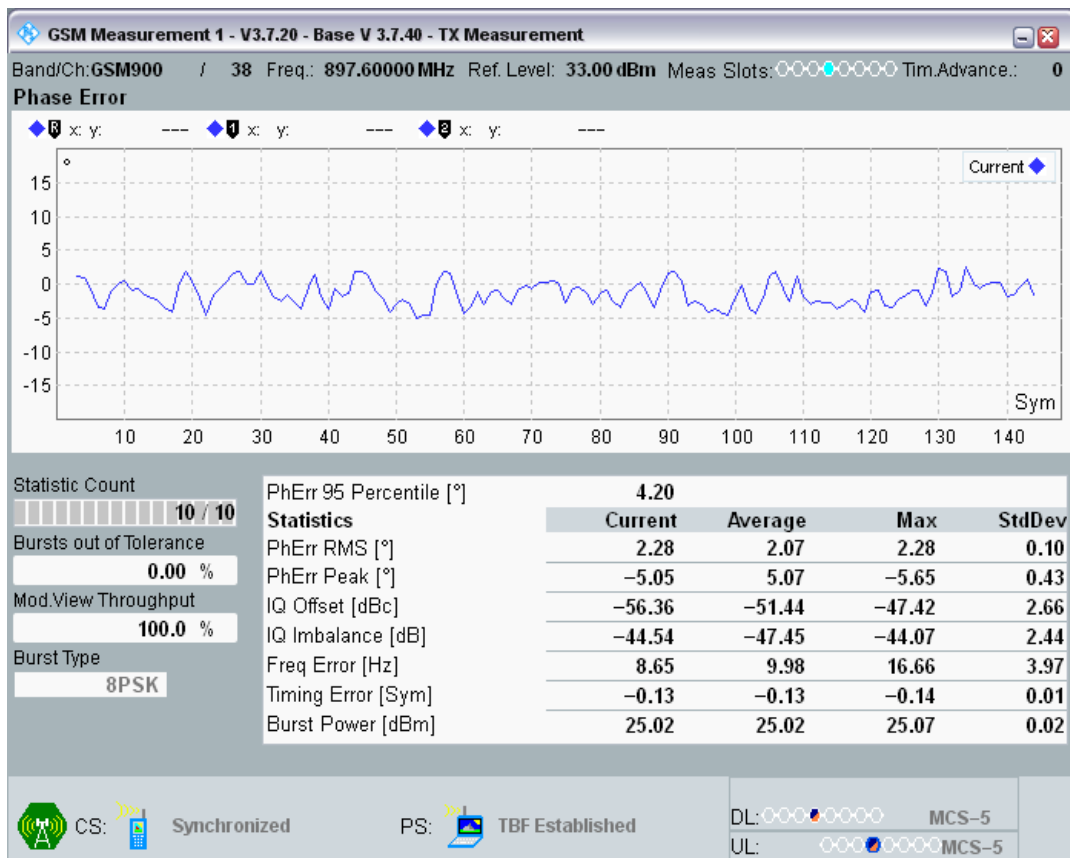 GSM Measurement 1 - V3.7.20 - Base V 3.7.40 - TX Measurement
Band/Ch:GSM900 / 38 Freq.: 897.60000 MHz Ref. Level: 33.00 dBm Meas Slots: Tim.Advance.: 0
Phase Error
R x: y: --- 1 x: y: --- 2 x: y: ---
° Current
15
10
5
0
-5
-10
-15
Sym
10 20 30 40 50 60 70 80 90 100 110 120 130 140
Statistic Count
10 / 10
Bursts out of Tolerance
0.00 %
Mod.View Throughput
100.0 %
Burst Type
8PSK
PhErr 95 Percentile [°] 4.20
Statistics Current Average Max StdDev
PhErr RMS [°] 2.28 2.07 2.28 0.10
PhErr Peak [°] −5.05 5.07 −5.65 0.43
IQ Offset [dBc] −56.36 −51.44 −47.42 2.66
IQ Imbalance [dB] −44.54 −47.45 −44.07 2.44
Freq Error [Hz] 8.65 9.98 16.66 3.97
Timing Error [Sym] −0.13 −0.13 −0.14 0.01
Burst Power [dBm] 25.02 25.02 25.07 0.02
CS: Synchronized PS: TBF Established
DL: MCS−5
UL: MCS−5